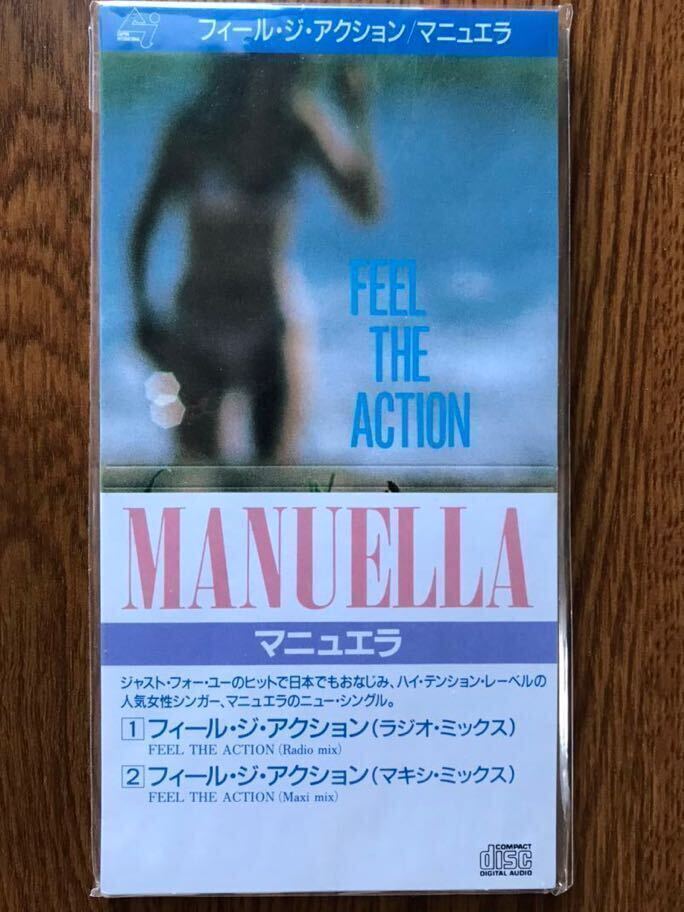 フィール・ジ・アクション/マニュエラ
FEEL
THE
ACTION
MANUELLA
マニュエラ
ジャスト・フォー・ユーのヒットで日本でもおなじみ、ハイ・テンション・レーベルの
人気女性シンガー、マニュエラのニュー・シングル。
1 フィール・ジ・アクション(ラジオ・ミックス)
FEEL THE ACTION (Radio mix)
2 フィール・ジ・アクション(マキシ・ミックス)
FEEL THE ACTION (Maxi mix)
COMPACT
disc
DIGITAL AUDIO